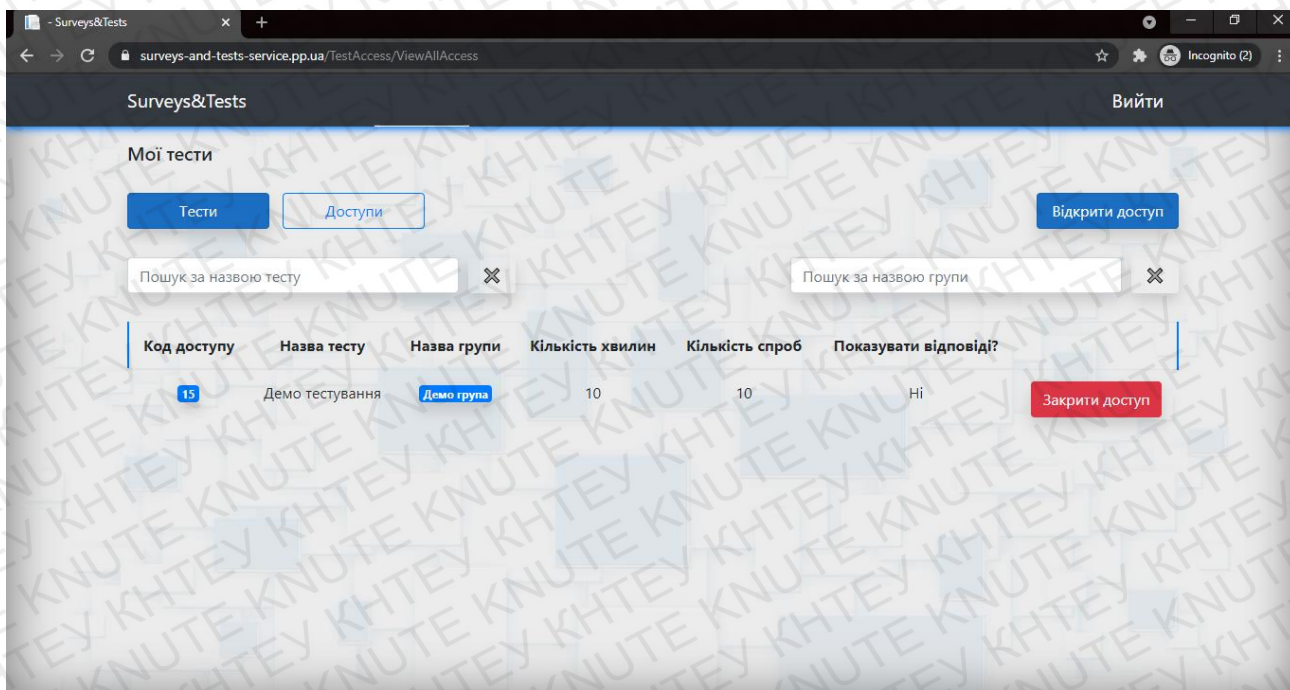 - Surveys&Tests
surveys-and-tests-service.pp.ua/TestAccess/ViewAllAccess
Incognito (2)
Surveys&Tests Вийти
Мої тести
Тести Доступи Відкрити доступ
Пошук за назвою тесту Пошук за назвою групи
Код доступу Назва тесту Назва групи Кількість хвилин Кількість спроб Показувати відповіді?
15 Демо тестування Демо група 10 10 Ні Закрити доступ
КНТЕУ KNUTE